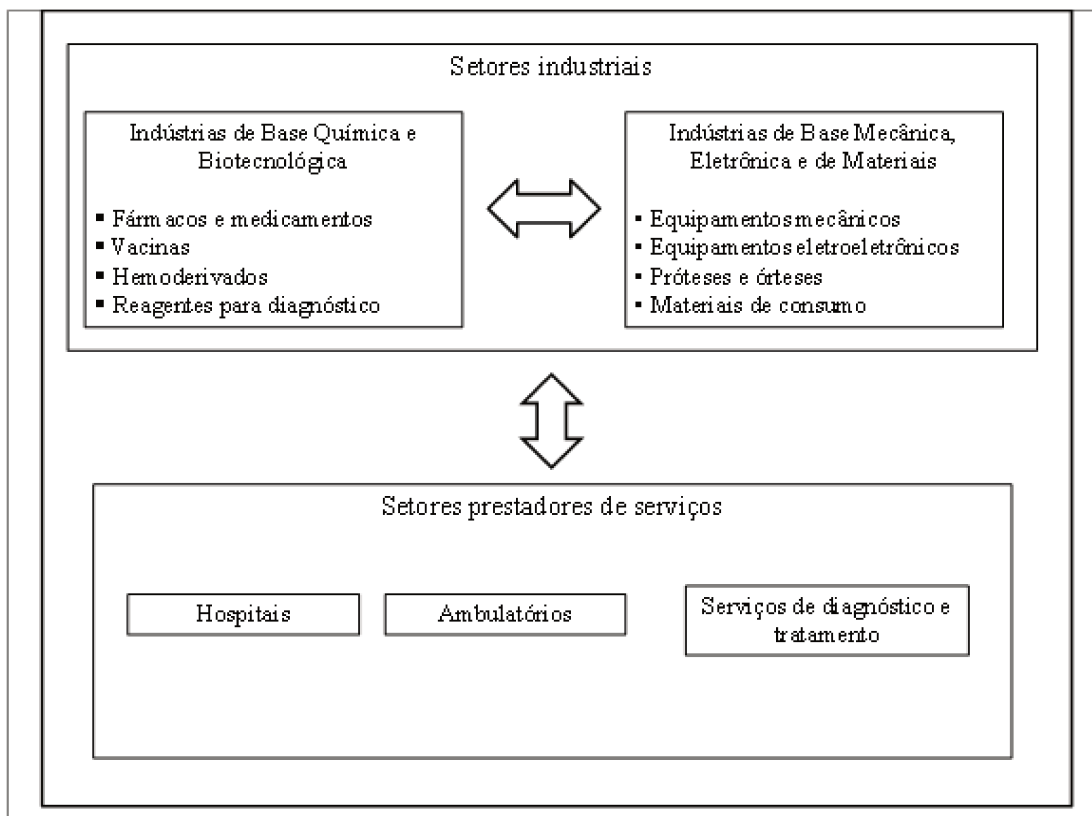 Setores industriais
Indústrias de Base Química e
Biotecnológica
▪ Fármacos e medicamentos
▪ Vacinas
▪ Hemoderivados
▪ Reagentes para diagnóstico
Indústrias de Base Mecânica,
Eletrônica e de Materiais
▪ Equipamentos mecânicos
▪ Equipamentos eletroeletrônicos
▪ Próteses e órteses
▪ Materiais de consumo
Setores prestadores de serviços
Hospitais
Ambulatórios
Serviços de diagnóstico e
tratamento